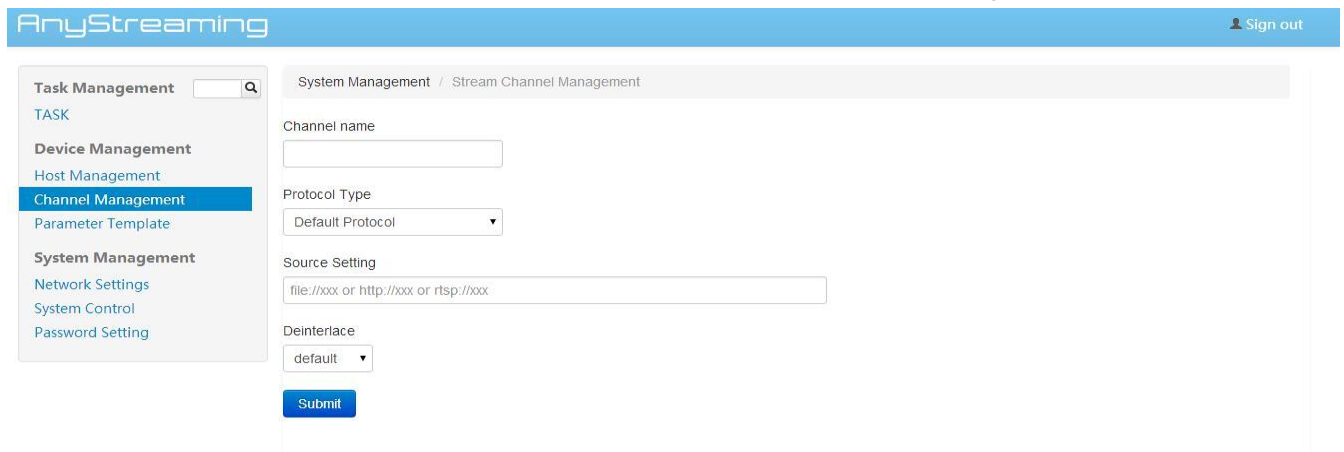 AnyStreaming
Sign out
Task Management
TASK
Device Management
Host Management
Channel Management
Parameter Template
System Management
Network Settings
System Control
Password Setting
System Management / Stream Channel Management
Channel name
Protocol Type
Default Protocol
Source Setting
file://xxx or http://xxx or rtsp://xxx
Deinterlace
default
Submit